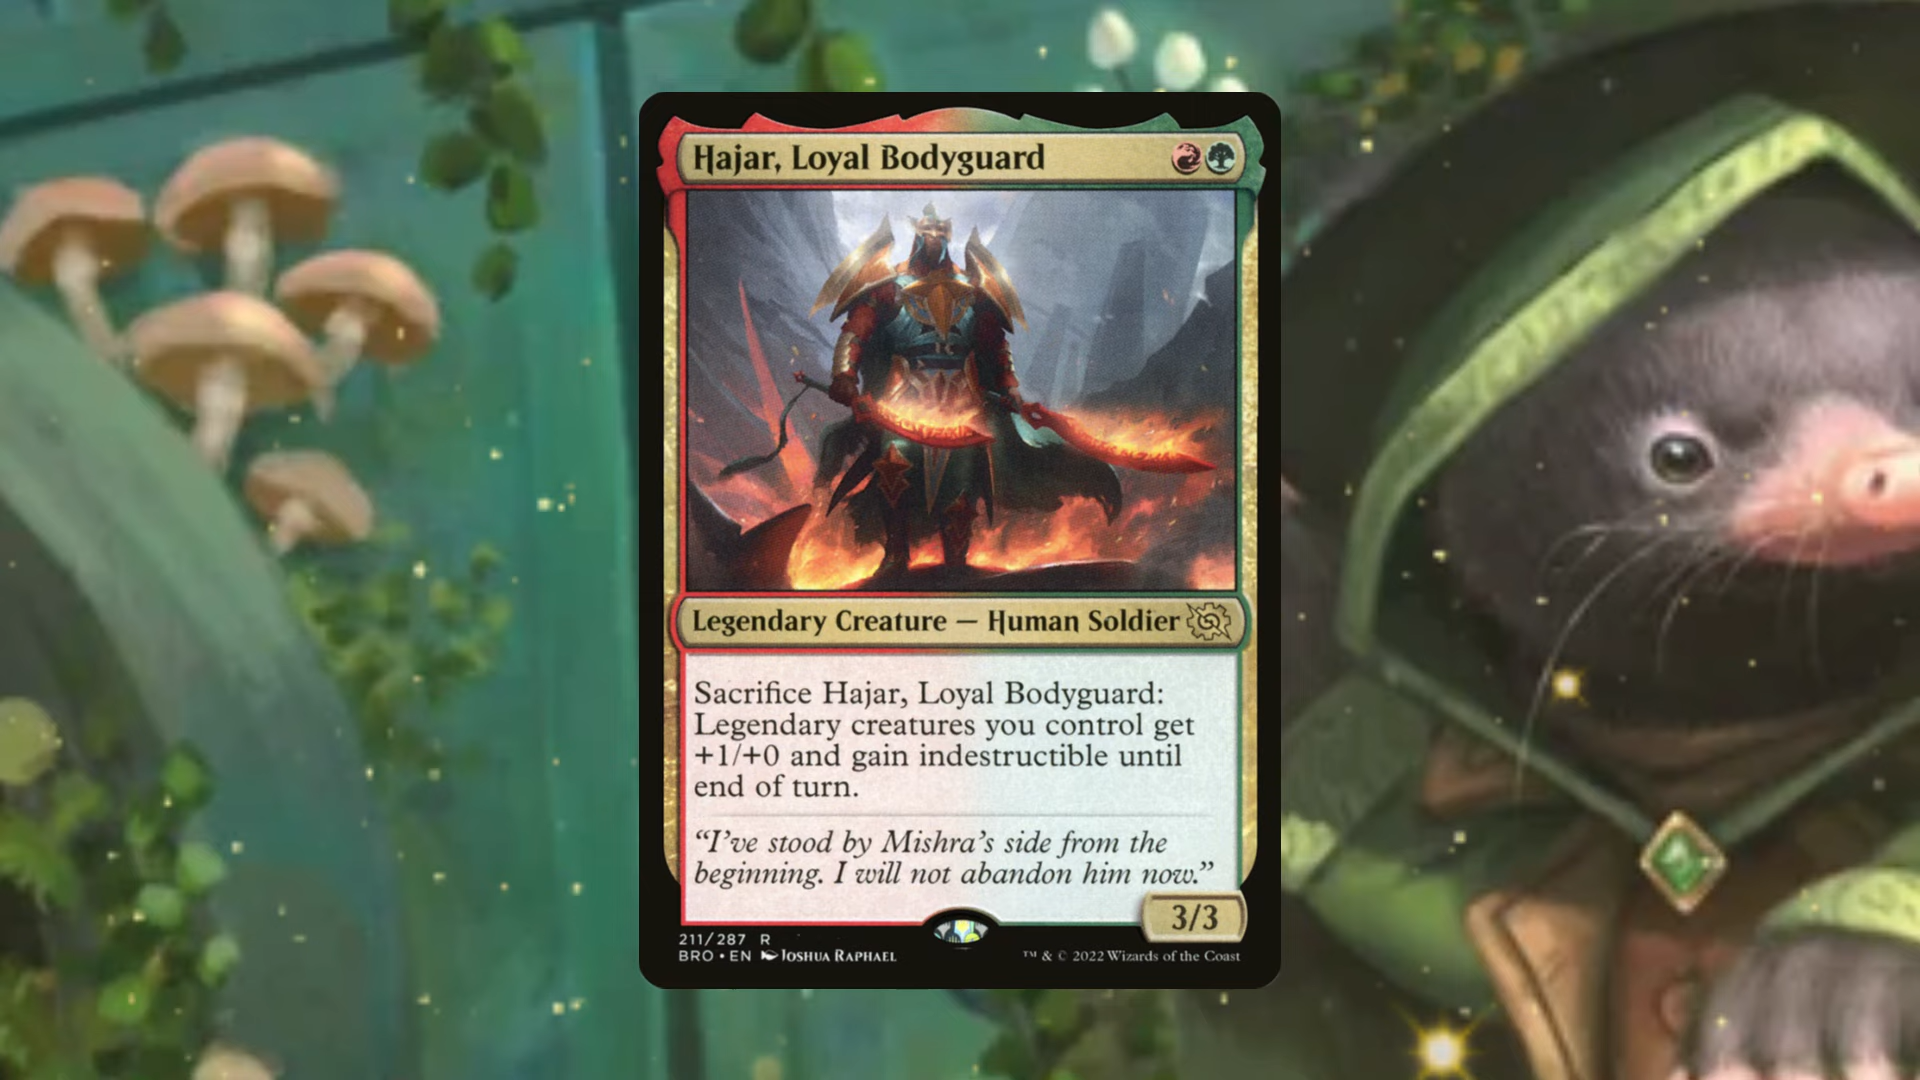 Hajar, Loyal Bodyguard
Legendary Creature — Human Soldier
Sacrifice Hajar, Loyal Bodyguard:
Legendary creatures you control get
+1/+0 and gain indestructible until
end of turn.
“I’ve stood by Mishra’s side from the
beginning. I will not abandon him now.”
3/3
211/287 R
BRO • EN Joshua Raphael
™ & © 2022 Wizards of the Coast